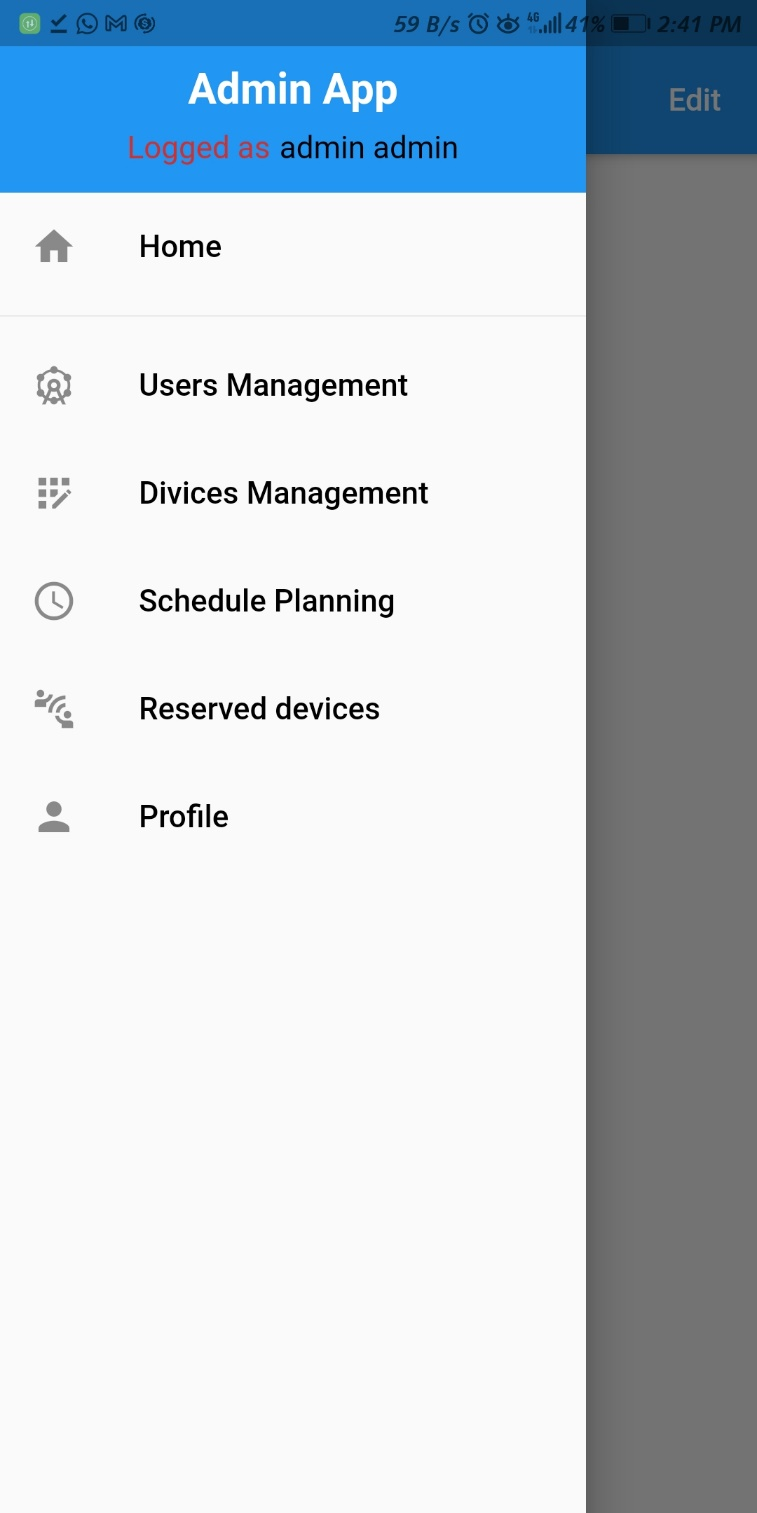 59 B/s 4G 41% 2:41 PM
Admin App
Edit
Logged as admin admin
Home
Users Management
Divices Management
Schedule Planning
Reserved devices
Profile